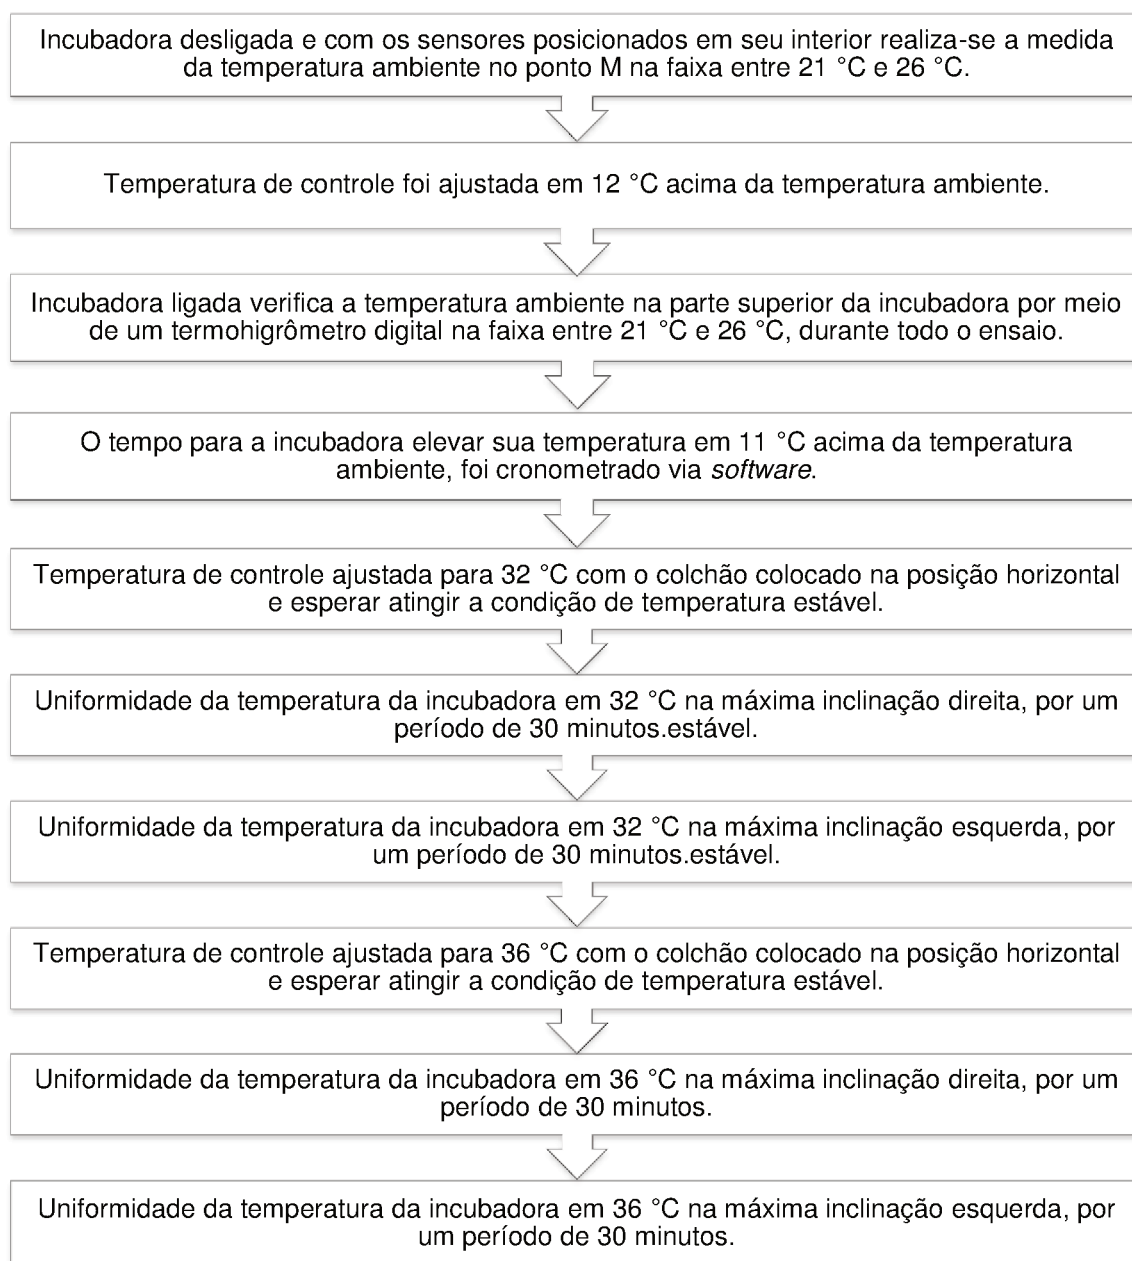 Incubadora desligada e com os sensores posicionados em seu interior realiza-se a medida
da temperatura ambiente no ponto M na faixa entre 21 °C e 26 °C.
Temperatura de controle foi ajustada em 12 °C acima da temperatura ambiente.
Incubadora ligada verifica a temperatura ambiente na parte superior da incubadora por meio
de um termohigrômetro digital na faixa entre 21 °C e 26 °C, durante todo o ensaio.
O tempo para a incubadora elevar sua temperatura em 11 °C acima da temperatura
ambiente, foi cronometrado via software.
Temperatura de controle ajustada para 32 °C com o colchão colocado na posição horizontal
e esperar atingir a condição de temperatura estável.
Uniformidade da temperatura da incubadora em 32 °C na máxima inclinação direita, por um
período de 30 minutos.estável.
Uniformidade da temperatura da incubadora em 32 °C na máxima inclinação esquerda, por
um período de 30 minutos.estável.
Temperatura de controle ajustada para 36 °C com o colchão colocado na posição horizontal
e esperar atingir a condição de temperatura estável.
Uniformidade da temperatura da incubadora em 36 °C na máxima inclinação direita, por um
período de 30 minutos.
Uniformidade da temperatura da incubadora em 36 °C na máxima inclinação esquerda, por
um período de 30 minutos.